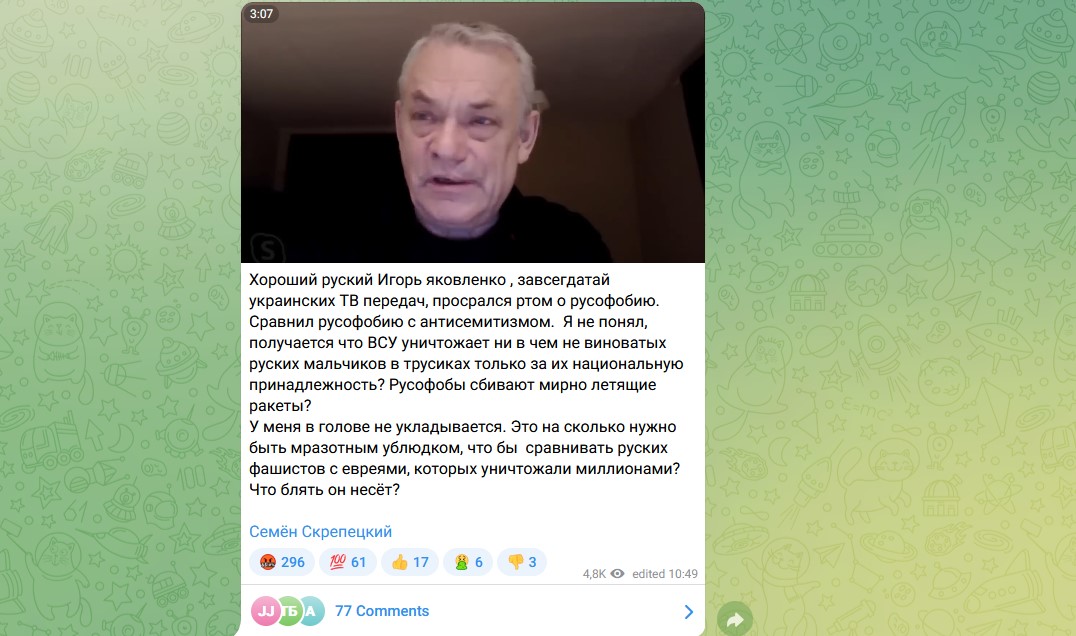 3:07
S
Хороший руский Игорь яковленко , завсегдатай
украинских ТВ передач, просрался ртом о русофобию.
Сравнил русофобию с антисемитизмом.  Я не понял,
получается что ВСУ уничтожает ни в чем не виноватых
руских мальчиков в трусиках только за их национальную
принадлежность? Русофобы сбивают мирно летящие
ракеты?
У меня в голове не укладывается. Это на сколько нужно
быть мразотным ублюдком, что бы  сравнивать руских
фашистов с евреями, которых уничтожали миллионами?
Что блять он несёт?
Семён Скрепецкий
296 💯 61 17 6 3
4,8K edited 10:49
JJ ТБ A 77 Comments